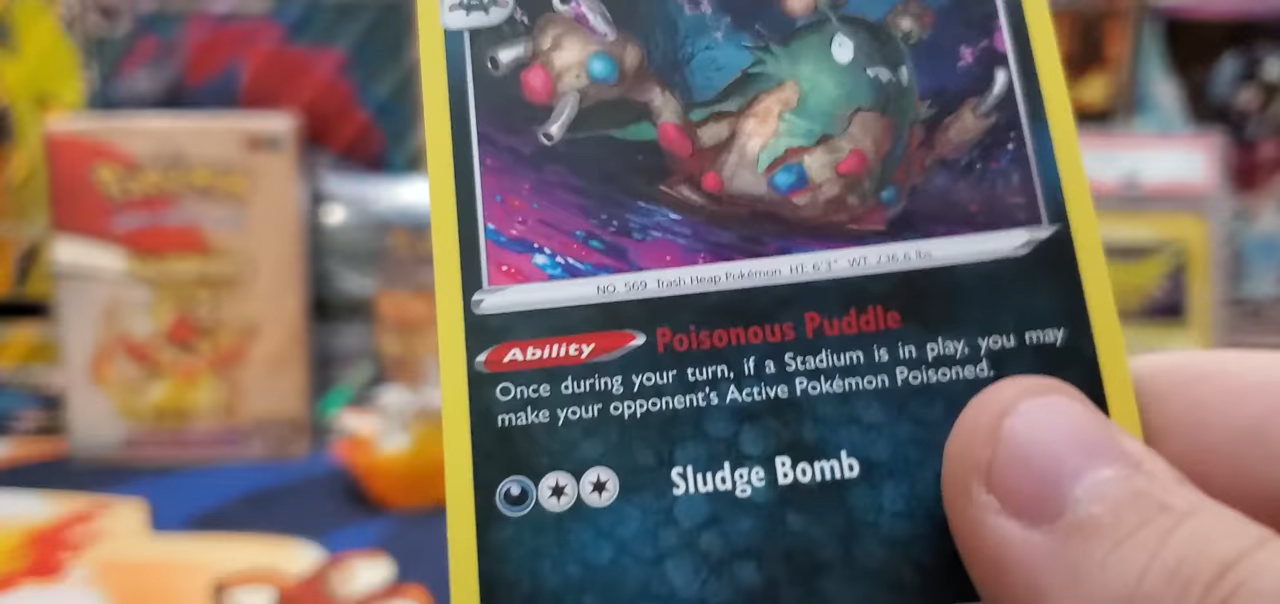 NO. 569 Trash Heap Pokémon HT: 6'3" WT: 236.6 lbs.
Ability Poisonous Puddle
Once during your turn, if a Stadium is in play, you may
make your opponent's Active Pokémon Poisoned.
Sludge Bomb
Pokémon